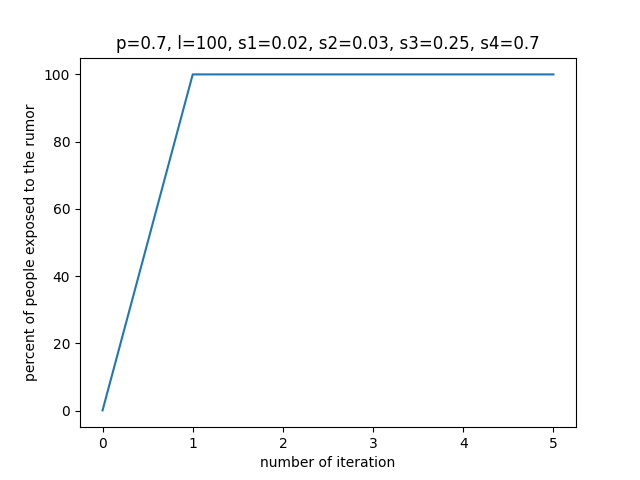 p=0.7, l=100, s1=0.02, s2=0.03, s3=0.25, s4=0.7
percent of people exposed to the rumor
100
80
60
40
20
0
0 1 2 3 4 5
number of iteration